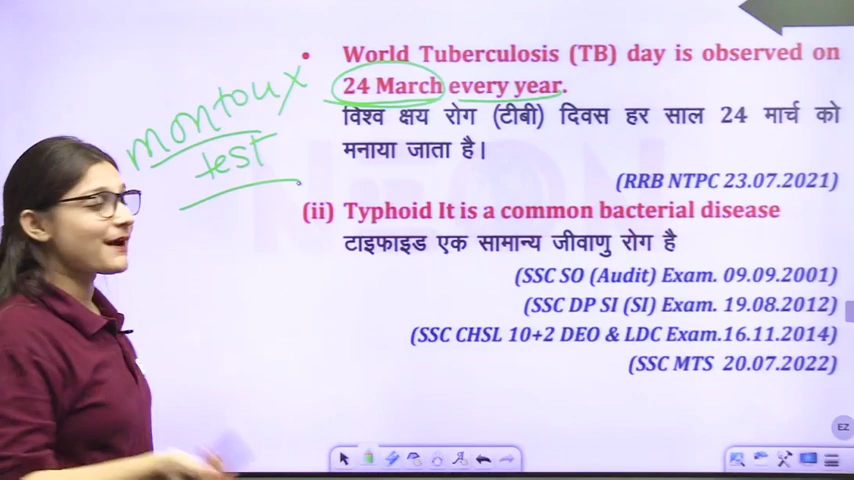 montoux
test
• World Tuberculosis (TB) day is observed on
24 March every year.
विश्व क्षय रोग (टीबी) दिवस हर साल 24 मार्च को
मनाया जाता है।
(RRB NTPC 23.07.2021)
(ii) Typhoid It is a common bacterial disease
टाइफाइड एक सामान्य जीवाणु रोग है
(SSC SO (Audit) Exam. 09.09.2001)
(SSC DP SI (SI) Exam. 19.08.2012)
(SSC CHSL 10+2 DEO & LDC Exam.16.11.2014)
(SSC MTS 20.07.2022)
EZ